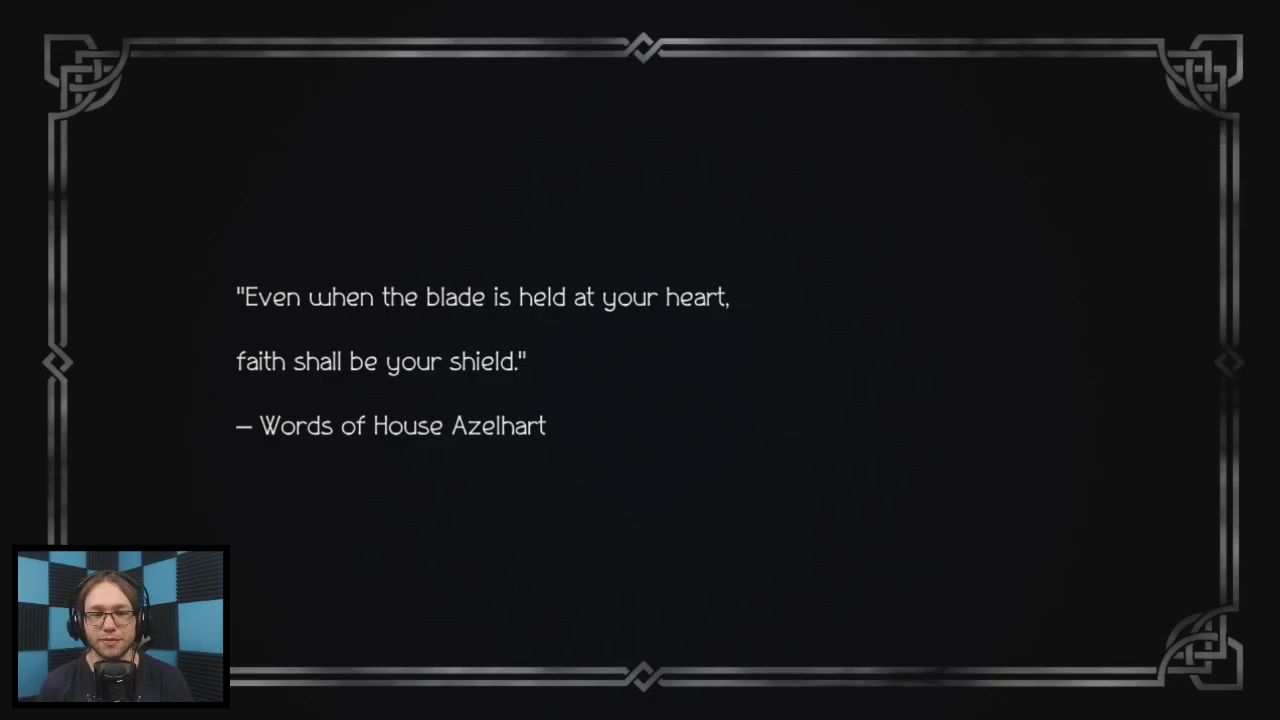 "Even when the blade is held at your heart,
faith shall be your shield."
– Words of House Azelhart